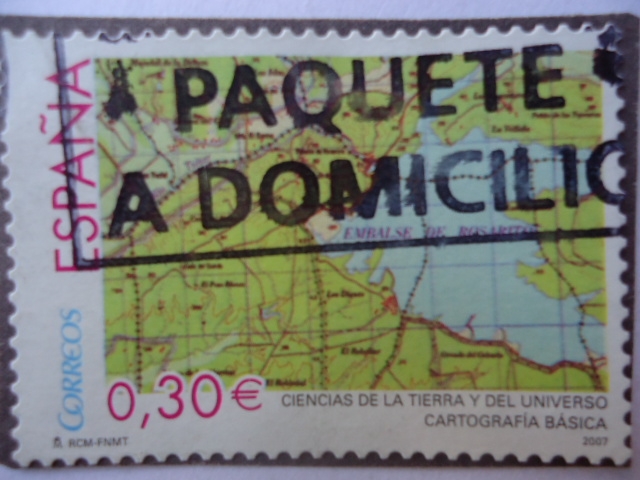 PAQUETE
A DOMICILIO
ESPAÑA
EMBALSE DE ROSARITO
CORREOS
0,30 €
CIENCIAS DE LA TIERRA Y DEL UNIVERSO
CARTOGRAFÍA BÁSICA
RCM-FNMT
2007